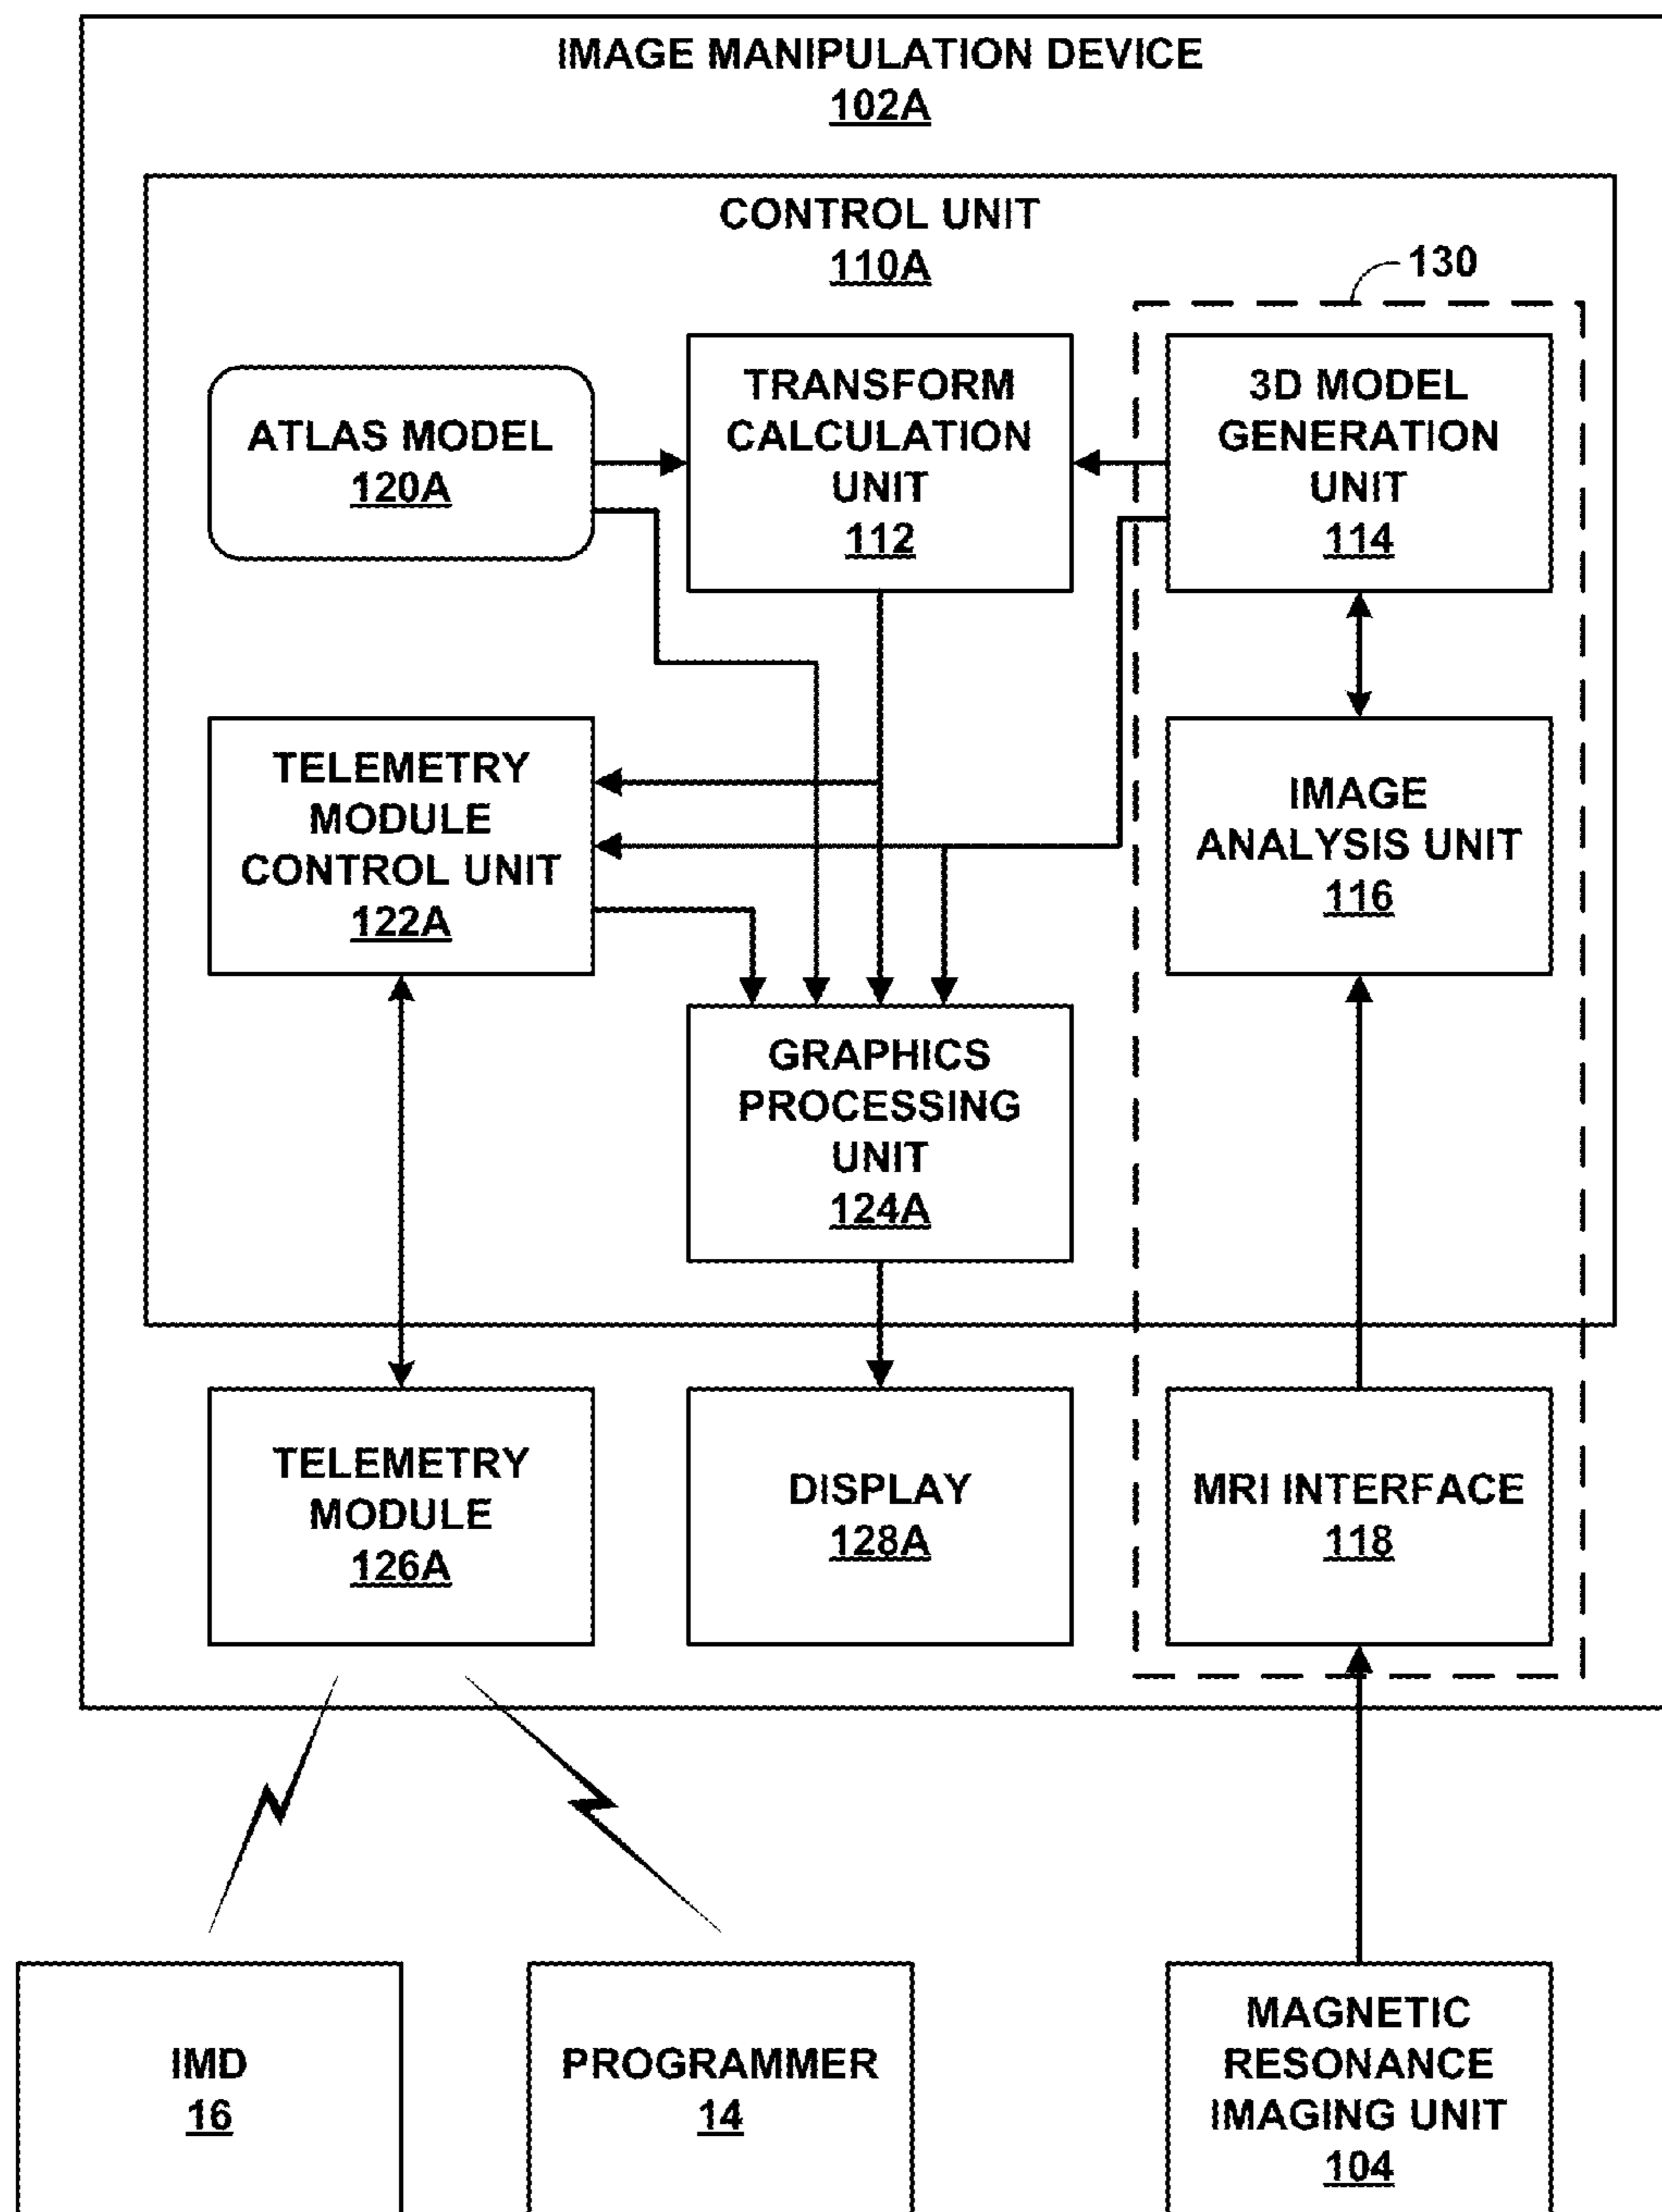 IMAGE MANIPULATION DEVICE
102A
CONTROL UNIT
110A
130
ATLAS MODEL
120A
TRANSFORM
CALCULATION
UNIT
112
3D MODEL
GENERATION
UNIT
114
TELEMETRY
MODULE
CONTROL UNIT
122A
IMAGE
ANALYSIS UNIT
116
GRAPHICS
PROCESSING
UNIT
124A
TELEMETRY
MODULE
126A
DISPLAY
128A
MRI INTERFACE
118
IMD
16
PROGRAMMER
14
MAGNETIC
RESONANCE
IMAGING UNIT
104